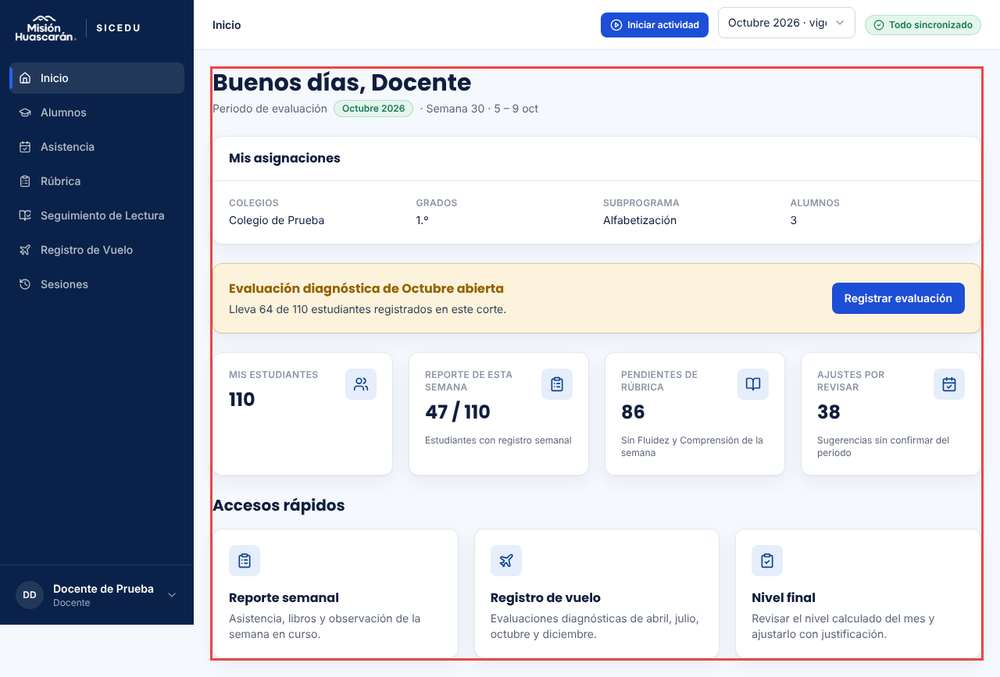 Misión
Huascarán.
SICEDU
Inicio
Iniciar actividad
Octubre 2026 · vig
Todo sincronizado
Inicio
Alumnos
Asistencia
Rúbrica
Seguimiento de Lectura
Registro de Vuelo
Sesiones
Buenos días, Docente
Periodo de evaluación Octubre 2026 · Semana 30 · 5 – 9 oct
Mis asignaciones
COLEGIOS
Colegio de Prueba
GRADOS
1.º
SUBPROGRAMA
Alfabetización
ALUMNOS
3
Evaluación diagnóstica de Octubre abierta
Lleva 64 de 110 estudiantes registrados en este corte.
Registrar evaluación
MIS ESTUDIANTES
110
REPORTE DE ESTA
SEMANA
47 / 110
Estudiantes con registro semanal
PENDIENTES DE
RÚBRICA
86
Sin Fluidez y Comprensión de la
semana
AJUSTES POR
REVISAR
38
Sugerencias sin confirmar del
periodo
Accesos rápidos
Reporte semanal
Asistencia, libros y observación de la
semana en curso.
Registro de vuelo
Evaluaciones diagnósticas de abril, julio,
octubre y diciembre.
Nivel final
Revisar el nivel calculado del mes y
ajustarlo con justificación.
DD
Docente de Prueba
Docente